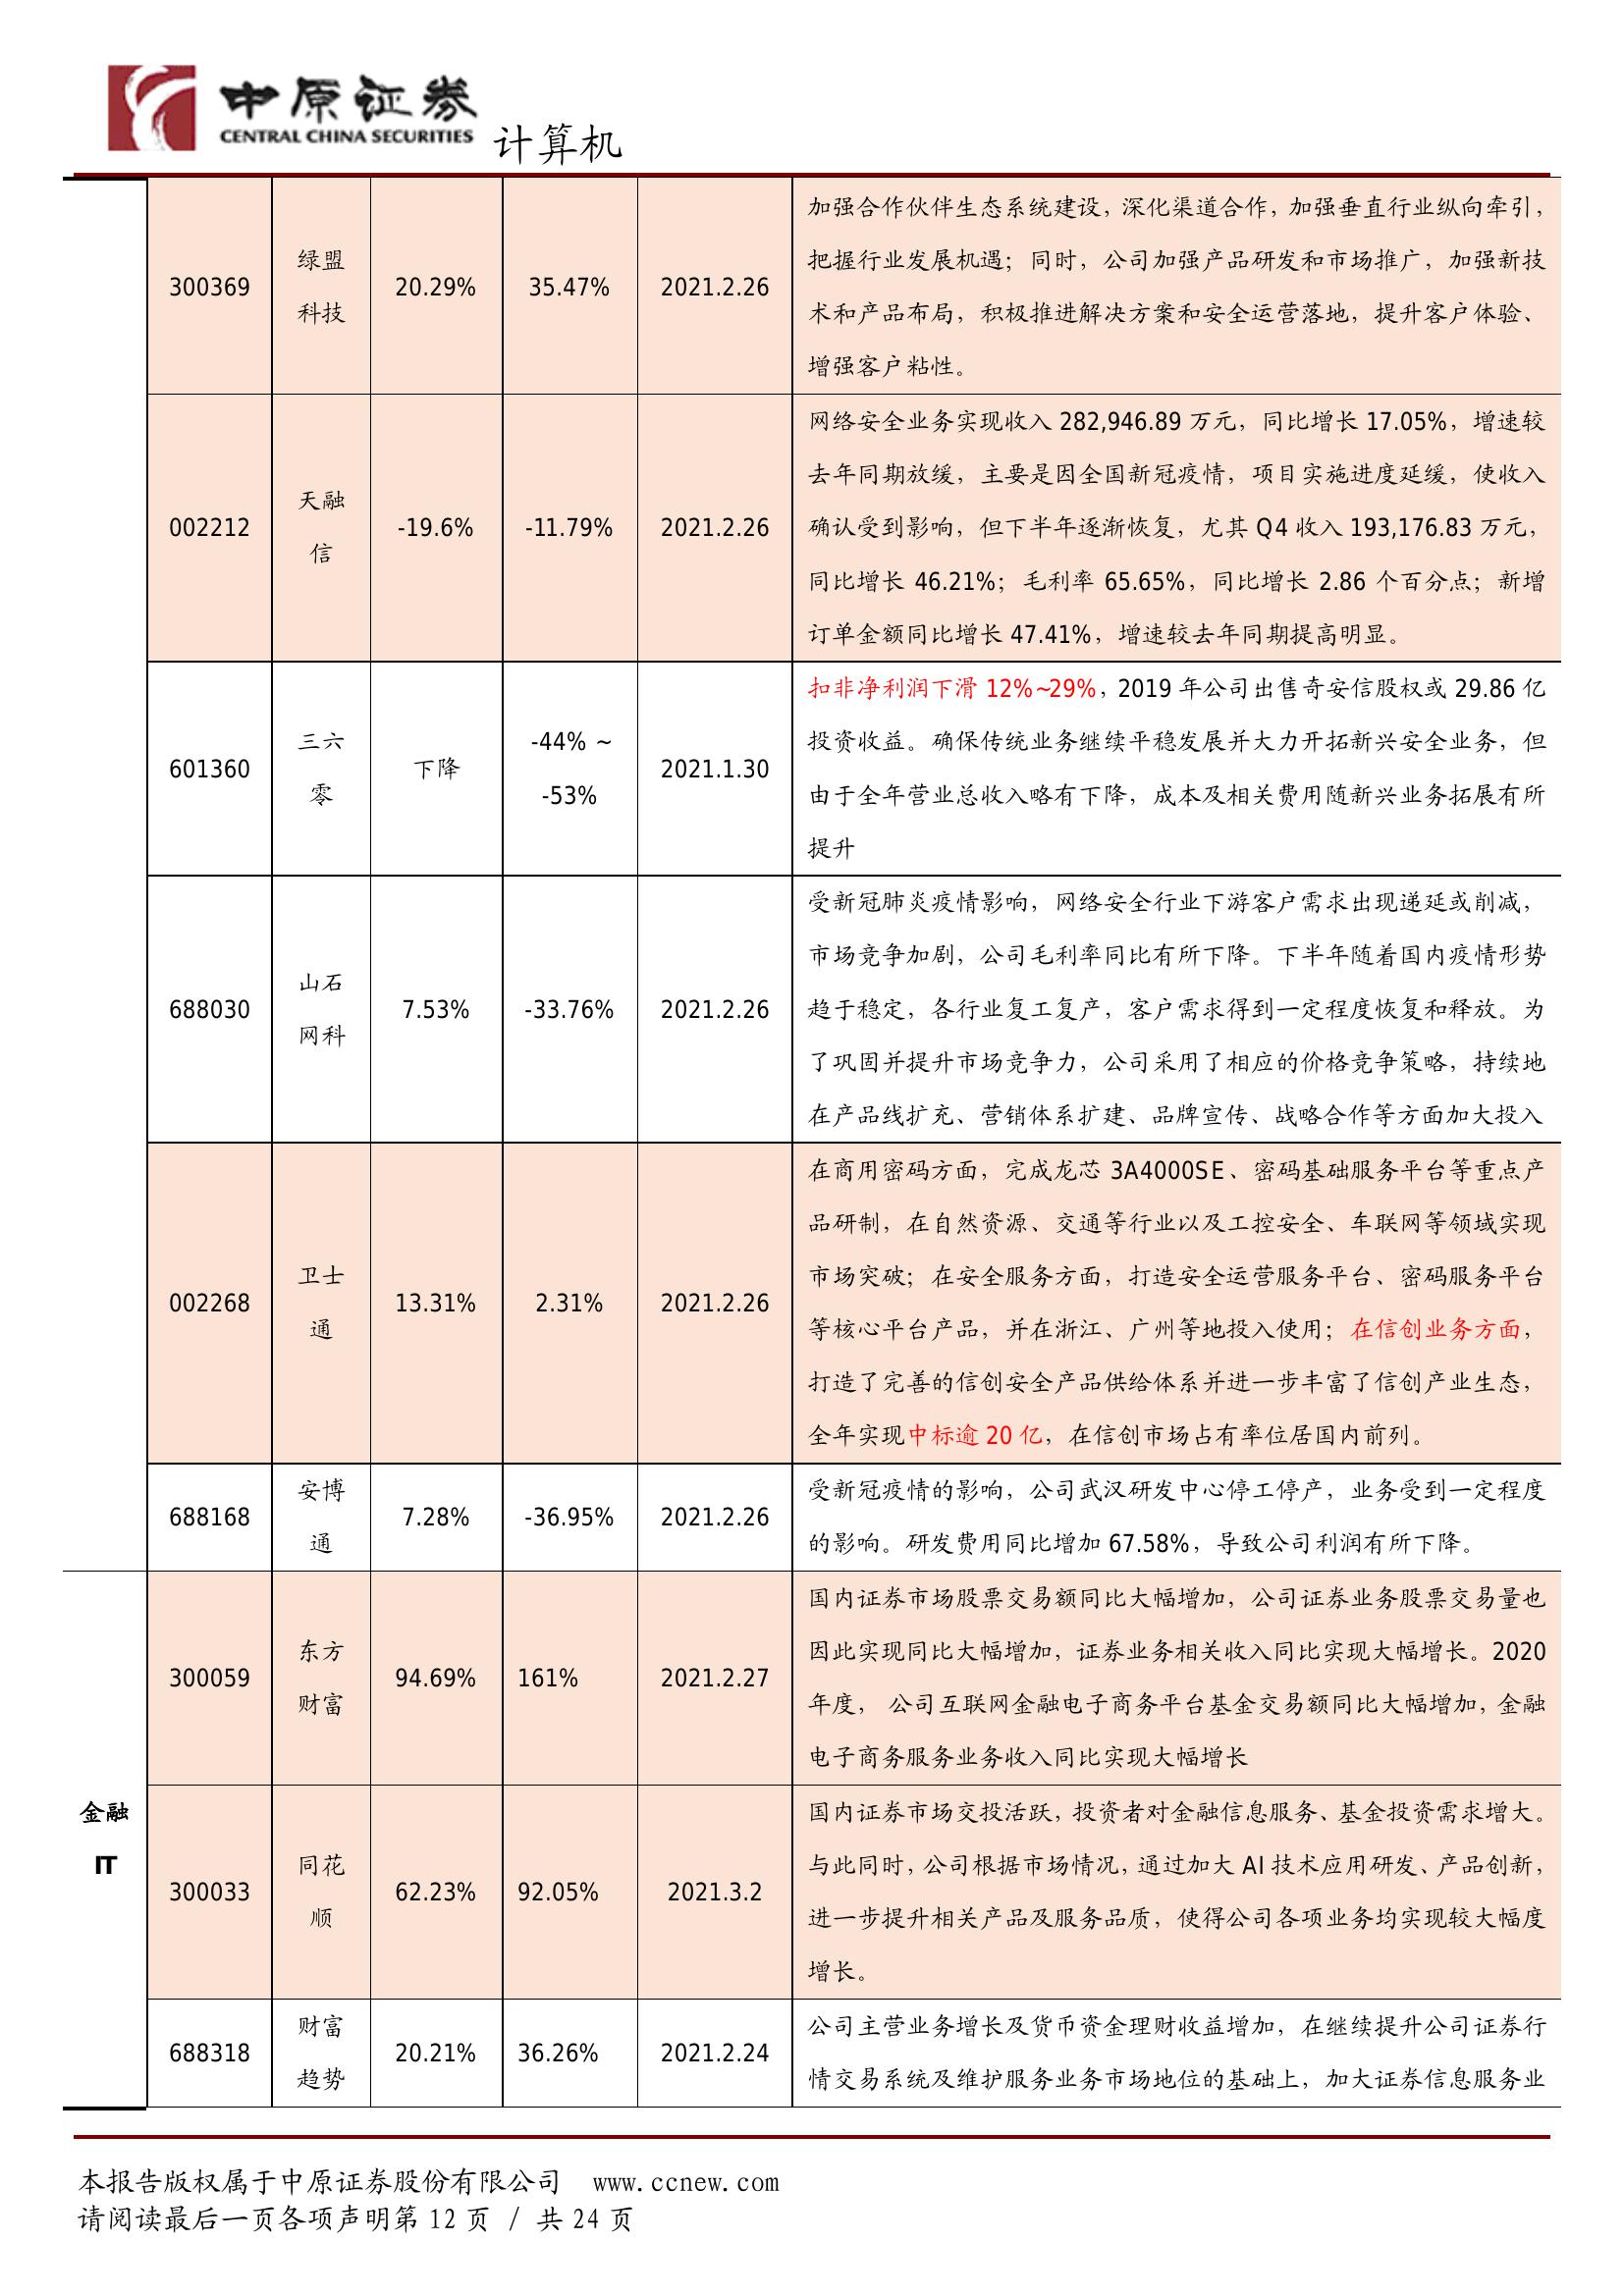 中原证券
CENTRAL CHINA SECURITIES
计算机
300369
绿盟
科技
20.29%
35.47%
2021.2.26
加强合作伙伴生态系统建设，深化渠道合作，加强垂直行业纵向牵引，
把握行业发展机遇；同时，公司加强产品研发和市场推广，加强新技
术和产品布局，积极推进解决方案和安全运营落地，提升客户体验、
增强客户粘性。
002212
天融
信
-19.6%
-11.79%
2021.2.26
网络安全业务实现收入 282,946.89 万元，同比增长 17.05%，增速较
去年同期放缓，主要是因全国新冠疫情，项目实施进度延缓，使收入
确认受到影响，但下半年逐渐恢复，尤其 Q4 收入 193,176.83 万元，
同比增长 46.21%；毛利率 65.65%，同比增长 2.86 个百分点；新增
订单金额同比增长 47.41%，增速较去年同期提高明显。
601360
三六
零
下降
-44% ~
-53%
2021.1.30
扣非净利润下滑 12%~29%，2019 年公司出售奇安信股权或 29.86 亿
投资收益。确保传统业务继续平稳发展并大力开拓新兴安全业务，但
由于全年营业总收入略有下降，成本及相关费用随新兴业务拓展有所
提升
688030
山石
网科
7.53%
-33.76%
2021.2.26
受新冠肺炎疫情影响，网络安全行业下游客户需求出现递延或削减，
市场竞争加剧，公司毛利率同比有所下降。下半年随着国内疫情形势
趋于稳定，各行业复工复产，客户需求得到一定程度恢复和释放。为
了巩固并提升市场竞争力，公司采用了相应的价格竞争策略，持续地
在产品线扩充、营销体系扩建、品牌宣传、战略合作等方面加大投入
002268
卫士
通
13.31%
2.31%
2021.2.26
在商用密码方面，完成龙芯 3A4000SE、密码基础服务平台等重点产
品研制，在自然资源、交通等行业以及工控安全、车联网等领域实现
市场突破；在安全服务方面，打造安全运营服务平台、密码服务平台
等核心平台产品，并在浙江、广州等地投入使用；在信创业务方面，
打造了完善的信创安全产品供给体系并进一步丰富了信创产业生态，
全年实现中标逾 20 亿，在信创市场占有率位居国内前列。
688168
安博
通
7.28%
-36.95%
2021.2.26
受新冠疫情的影响，公司武汉研发中心停工停产，业务受到一定程度
的影响。研发费用同比增加 67.58%，导致公司利润有所下降。
金融
IT
300059
东方
财富
94.69%
161%
2021.2.27
国内证券市场股票交易额同比大幅增加，公司证券业务股票交易量也
因此实现同比大幅增加，证券业务相关收入同比实现大幅增长。2020
年度， 公司互联网金融电子商务平台基金交易额同比大幅增加，金融
电子商务服务业务收入同比实现大幅增长
300033
同花
顺
62.23%
92.05%
2021.3.2
国内证券市场交投活跃，投资者对金融信息服务、基金投资需求增大。
与此同时，公司根据市场情况，通过加大 AI 技术应用研发、产品创新，
进一步提升相关产品及服务品质，使得公司各项业务均实现较大幅度
增长。
688318
财富
趋势
20.21%
36.26%
2021.2.24
公司主营业务增长及货币资金理财收益增加，在继续提升公司证券行
情交易系统及维护服务业务市场地位的基础上，加大证券信息服务业
本报告版权属于中原证券股份有限公司 www.ccnew.com
请阅读最后一页各项声明第 12 页 / 共 24 页